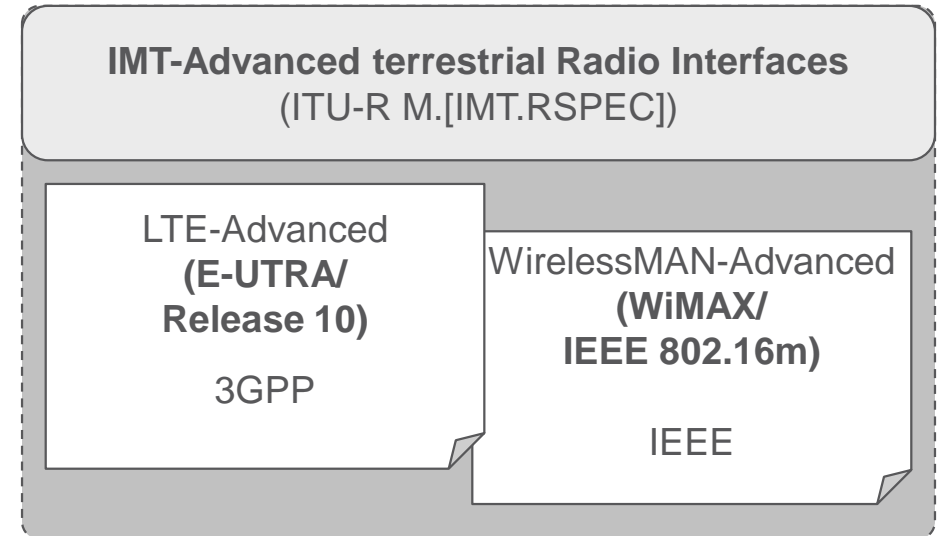 IMT-Advanced terrestrial Radio Interfaces
(ITU-R M.[IMT.RSPEC])
LTE-Advanced
(E-UTRA/
Release 10)
3GPP
WirelessMAN-Advanced
(WiMAX/
IEEE 802.16m)
IEEE